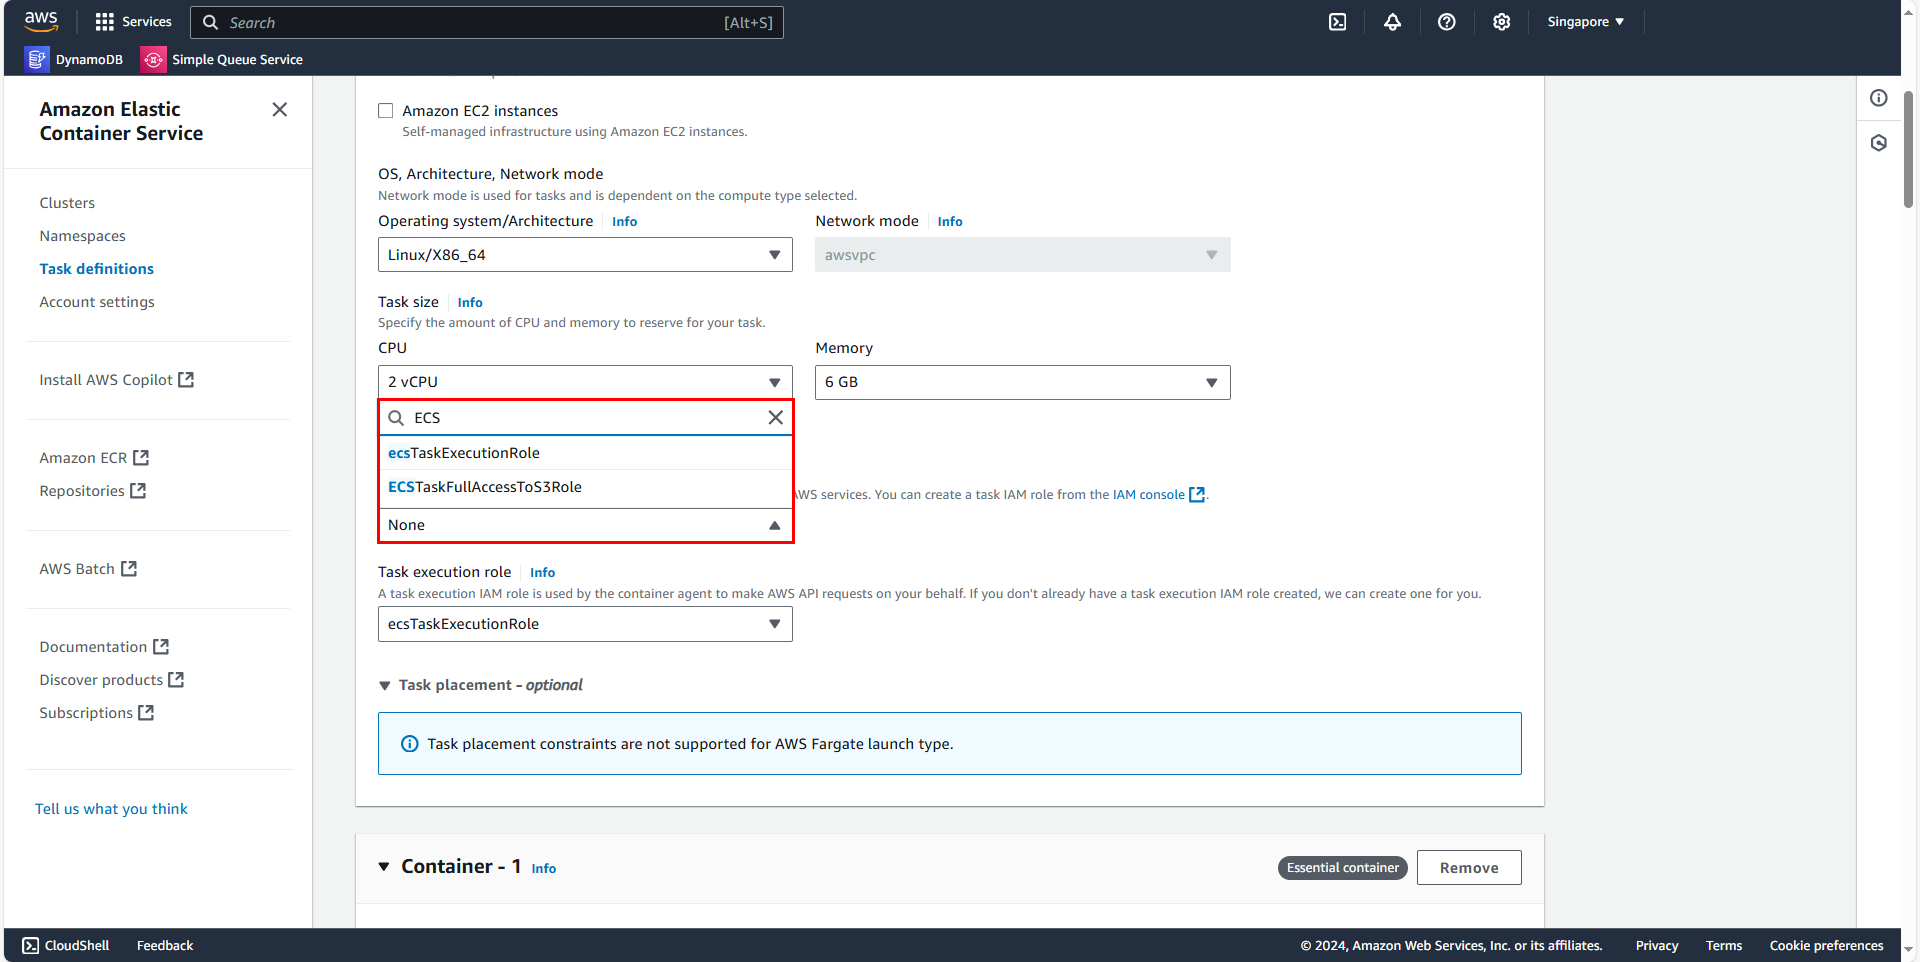 aws
Services
Search
[Alt+S]
Singapore
DynamoDB
Simple Queue Service
Amazon Elastic
Container Service
Clusters
Namespaces
Task definitions
Account settings
Install AWS Copilot
Amazon ECR
Repositories
AWS Batch
Documentation
Discover products
Subscriptions
Tell us what you think
Amazon EC2 instances
Self-managed infrastructure using Amazon EC2 instances.
OS, Architecture, Network mode
Network mode is used for tasks and is dependent on the compute type selected.
Operating system/Architecture Info
Network mode Info
Linux/X86_64
awsvpc
Task size Info
Specify the amount of CPU and memory to reserve for your task.
CPU
Memory
2 vCPU
6 GB
ECS
ecsTaskExecutionRole
ECSTaskFullAccessToS3Role
AWS services. You can create a task IAM role from the IAM console.
None
Task execution role Info
A task execution IAM role is used by the container agent to make AWS API requests on your behalf. If you don't already have a task execution IAM role created, we can create one for you.
ecsTaskExecutionRole
Task placement - optional
Task placement constraints are not supported for AWS Fargate launch type.
Container - 1 Info
Essential container
Remove
CloudShell
Feedback
© 2024, Amazon Web Services, Inc. or its affiliates.
Privacy
Terms
Cookie preferences